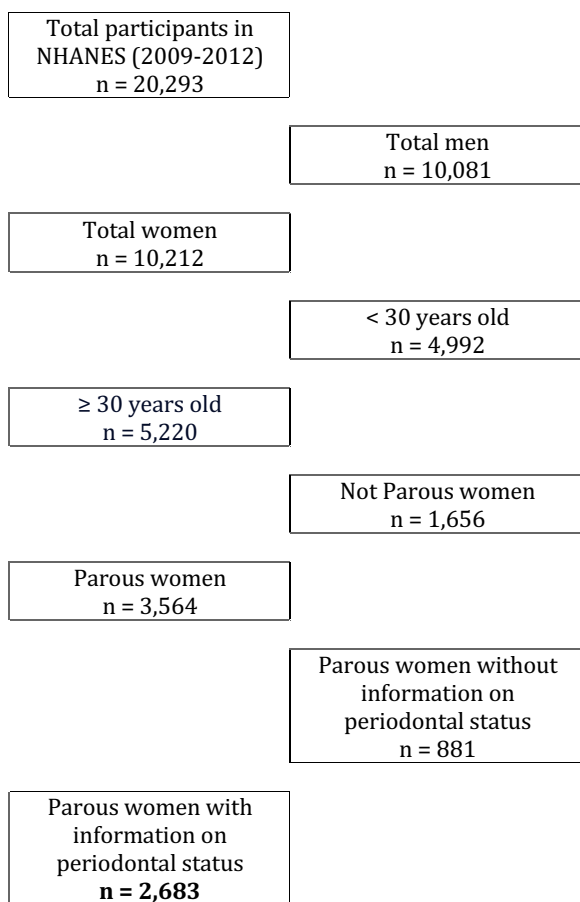 Total participants in
NHANES (2009-2012)
n = 20,293
Total men
n = 10,081
Total women
n = 10,212
< 30 years old
n = 4,992
≥ 30 years old
n = 5,220
Not Parous women
n = 1,656
Parous women
n = 3,564
Parous women without
information on
periodontal status
n = 881
Parous women with
information on
periodontal status
n = 2,683